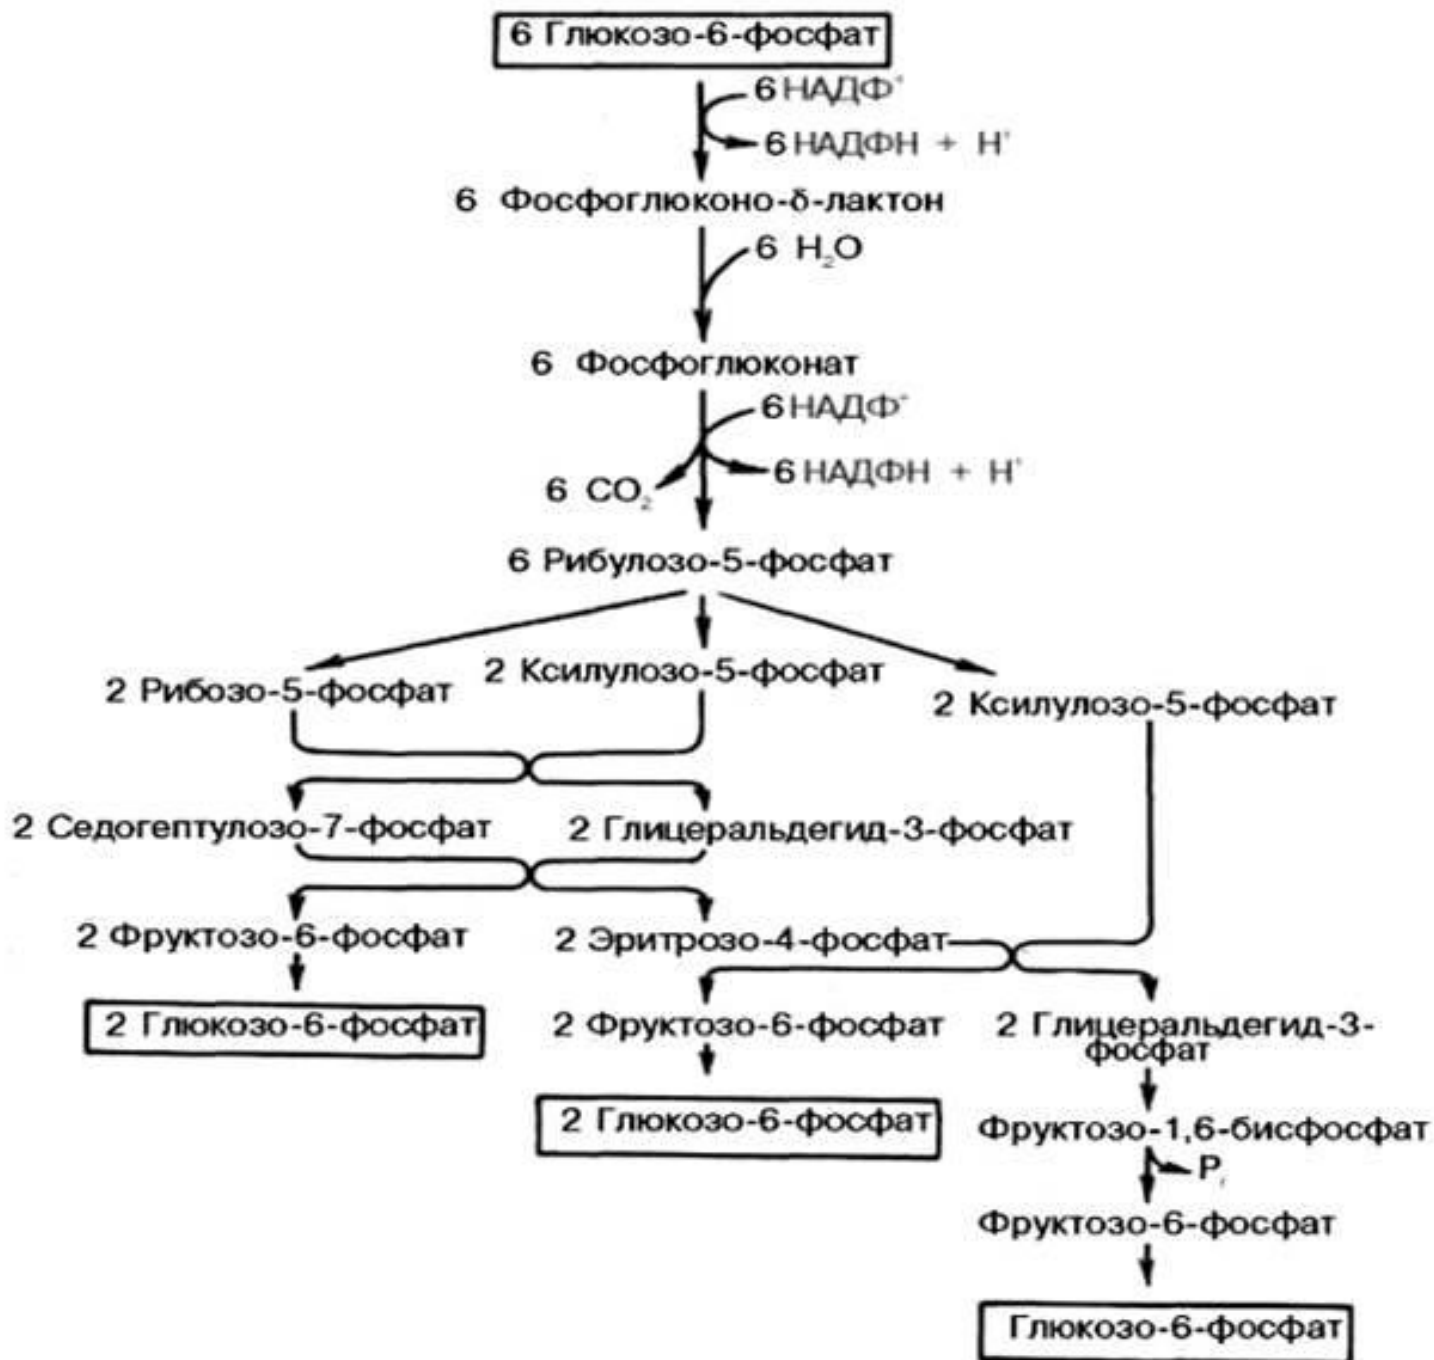 6 Глюкозо-6-фосфат
6 НАДФ⁺
6 НАДФН + Н⁺
6 Фосфоглюконо-δ-лактон
6 H₂O
6 Фосфоглюконат
6 НАДФ⁺
6 НАДФН + Н⁺
6 CO₂
6 Рибулозо-5-фосфат
2 Рибозо-5-фосфат
2 Ксилулозо-5-фосфат
2 Ксилулозо-5-фосфат
2 Седогептулозо-7-фосфат
2 Глицеральдегид-3-фосфат
2 Фруктозо-6-фосфат
2 Эритрозо-4-фосфат
2 Глюкозо-6-фосфат
2 Фруктозо-6-фосфат
2 Глицеральдегид-3-
фосфат
2 Глюкозо-6-фосфат
Фруктозо-1,6-бисфосфат
Pᵢ
Фруктозо-6-фосфат
Глюкозо-6-фосфат